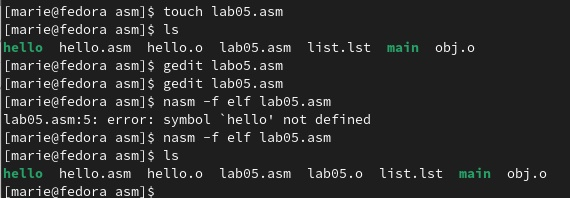 [marie@fedora asm]$ touch lab05.asm
[marie@fedora asm]$ ls
hello  hello.asm  hello.o  lab05.asm  list.lst  main  obj.o
[marie@fedora asm]$ gedit labo5.asm
[marie@fedora asm]$ gedit lab05.asm
[marie@fedora asm]$ nasm -f elf lab05.asm
lab05.asm:5: error: symbol `hello' not defined
[marie@fedora asm]$ nasm -f elf lab05.asm
[marie@fedora asm]$ ls
hello  hello.asm  hello.o  lab05.asm  lab05.o  list.lst  main  obj.o
[marie@fedora asm]$